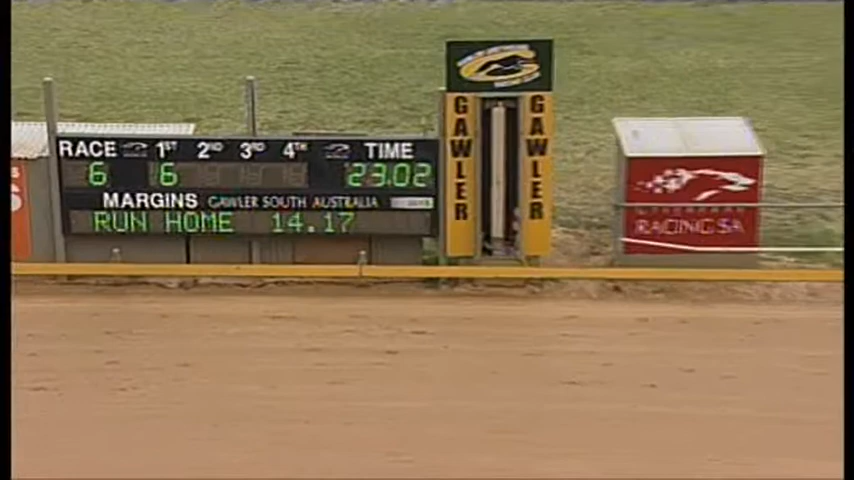 RACE 1ST 2ND 3RD 4TH TIME
6 6 23.02
MARGINS GAWLER SOUTH AUSTRALIA
RUN HOME 14.17
GAWLER
GAWLER
RACING SA